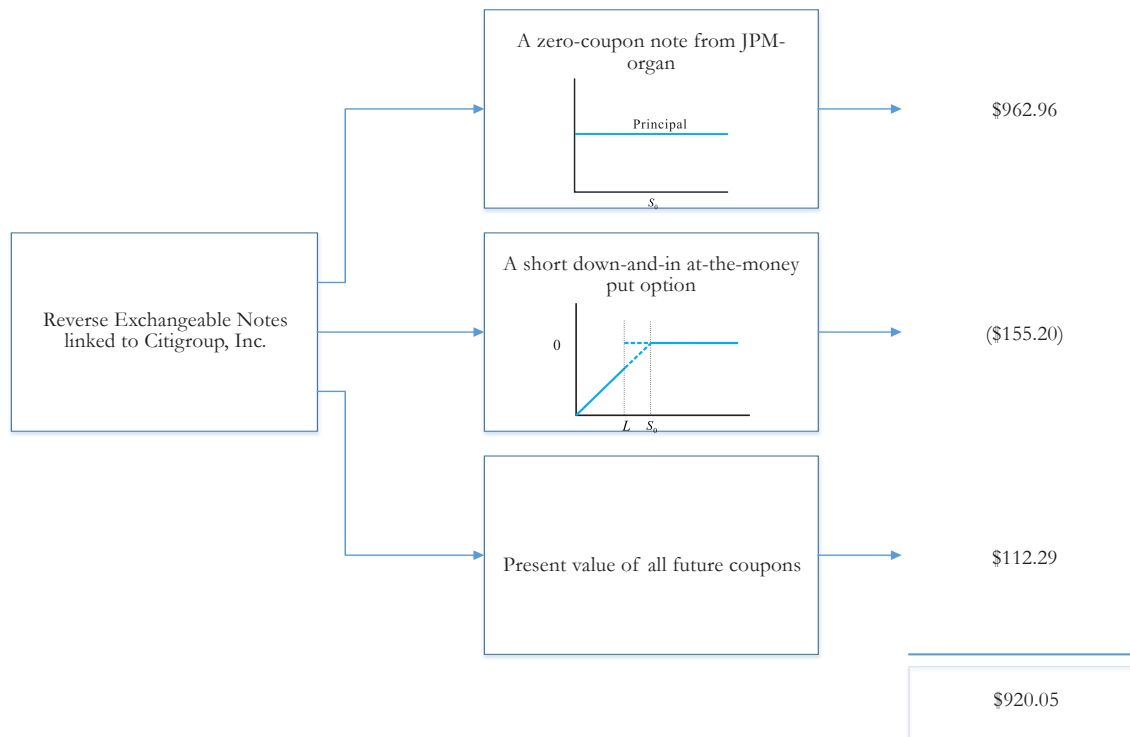 A zero-coupon note from JPM-
organ
Principal
S₀
$962.96
Reverse Exchangeable Notes
linked to Citigroup, Inc.
A short down-and-in at-the-money
put option
0
L S₀
($155.20)
Present value of all future coupons
$112.29
$920.05